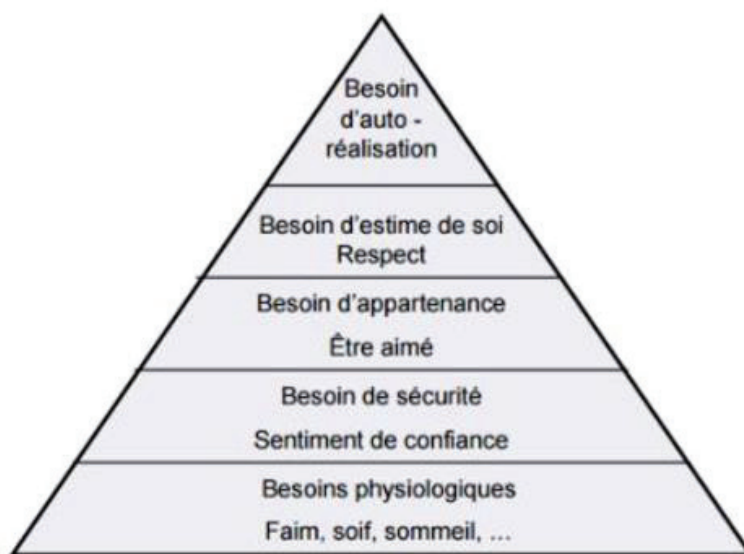 Besoin
d'auto -
réalisation
Besoin d'estime de soi
Respect
Besoin d'appartenance
Être aimé
Besoin de sécurité
Sentiment de confiance
Besoins physiologiques
Faim, soif, sommeil, ...